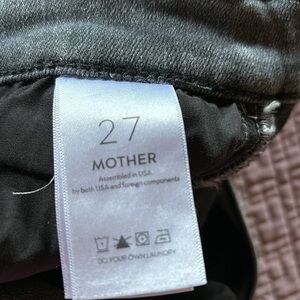 27
MOTHER
Assembled in USA
by both USA and foreign components
DO YOUR OWN LAUNDRY